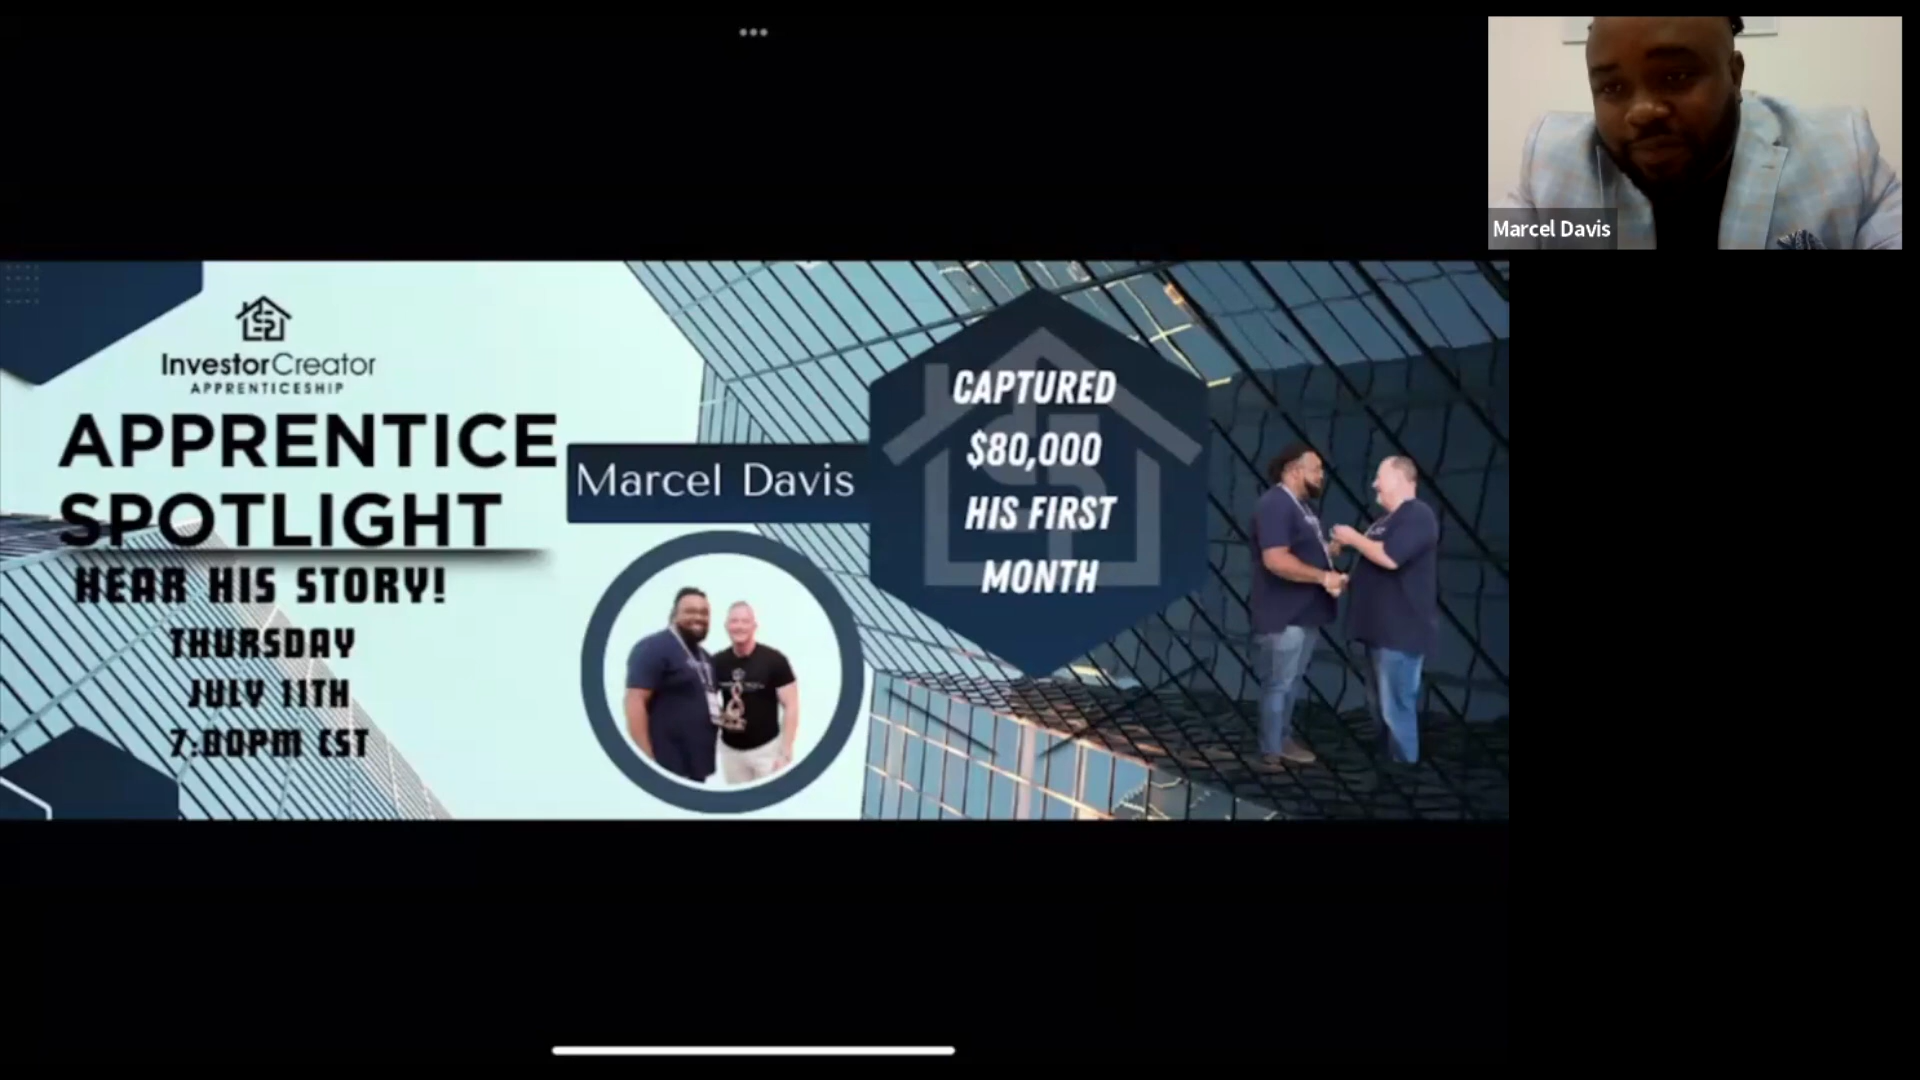 Marcel Davis
InvestorCreator
APPRENTICESHIP
APPRENTICE
SPOTLIGHT
HEAR HIS STORY!
THURSDAY
JULY 11TH
7:00PM CST
Marcel Davis
CAPTURED
$80,000
HIS FIRST
MONTH